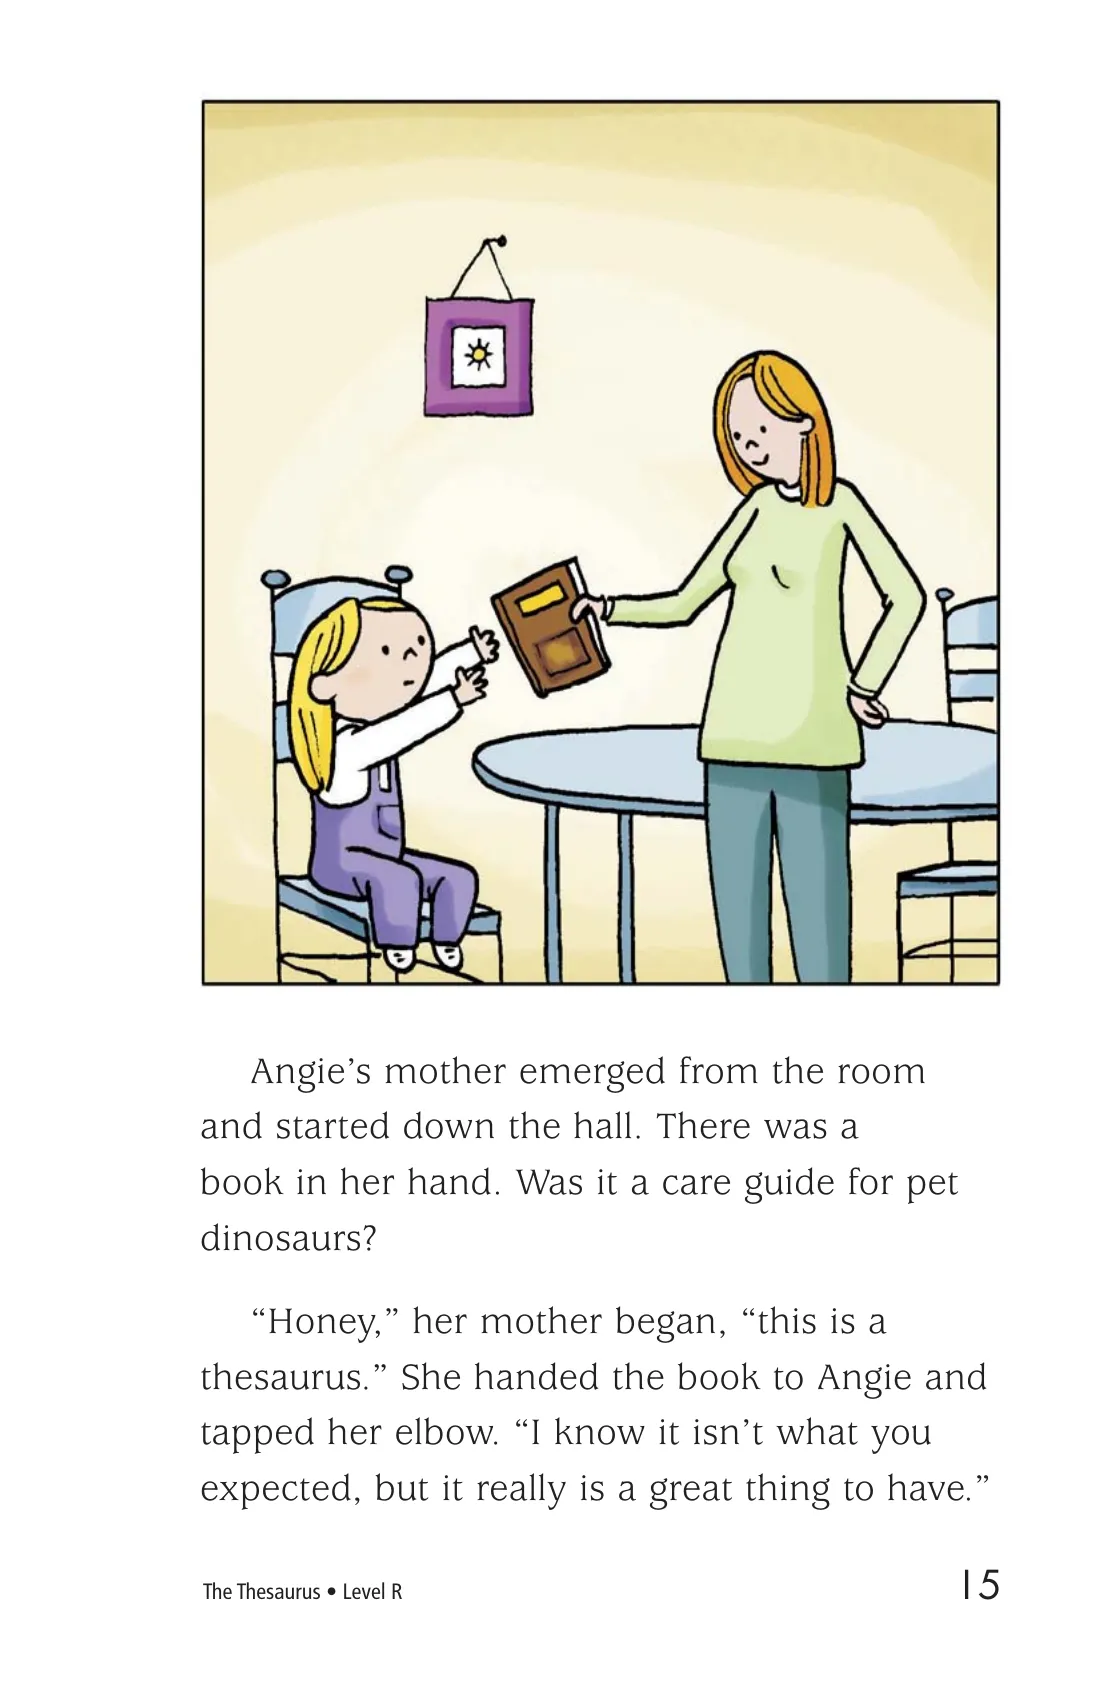 Angie’s mother emerged from the room
and started down the hall. There was a
book in her hand. Was it a care guide for pet
dinosaurs?
“Honey,” her mother began, “this is a
thesaurus.” She handed the book to Angie and
tapped her elbow. “I know it isn’t what you
expected, but it really is a great thing to have.”
The Thesaurus • Level R
15